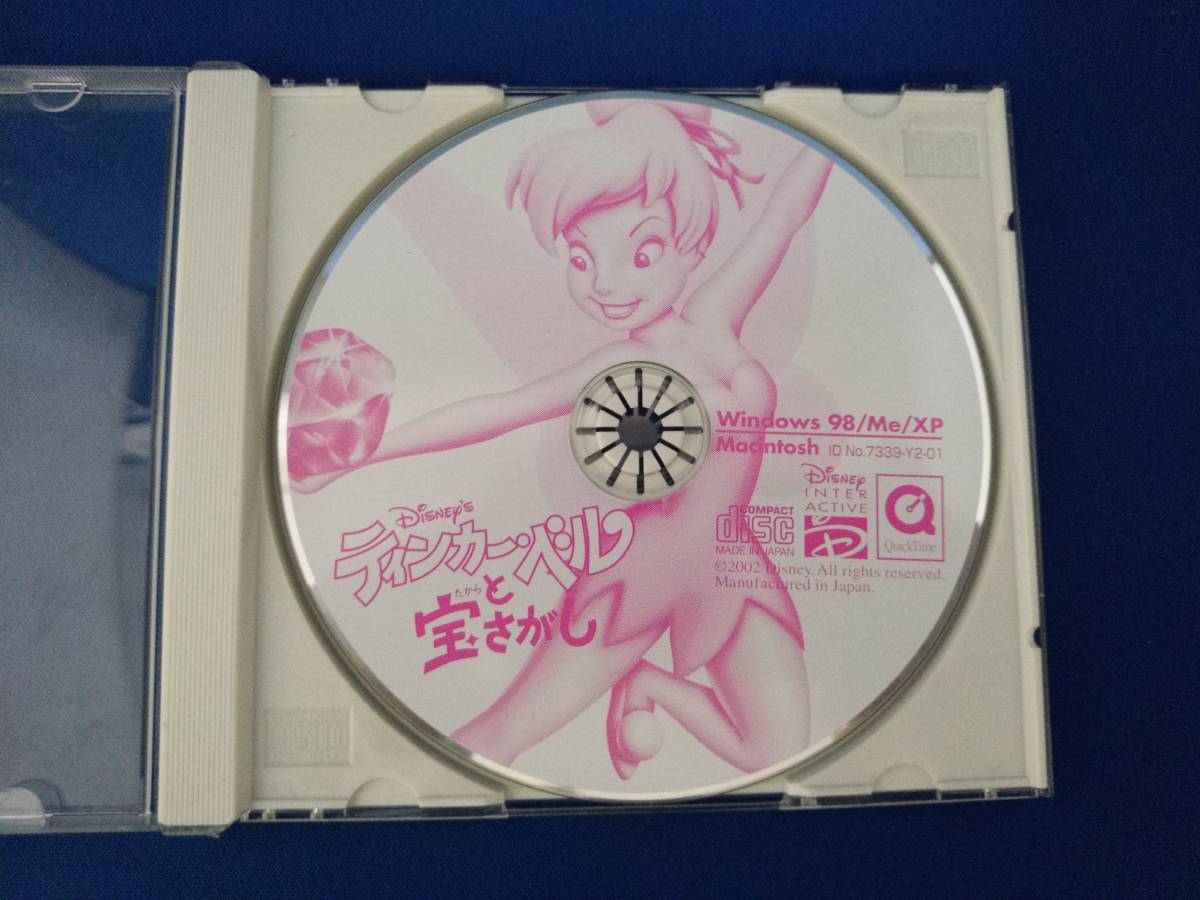 Windows 98/Me/XP
Macintosh ID No.7339-Y2-01
DISNEY'S
ティンカー・ベル
と
たから
宝さがし
COMPACT
disc
MADE IN JAPAN
DISNEY
INTER
ACTIVE
QuickTime
©2002 Disney. All rights reserved.
Manufactured in Japan.